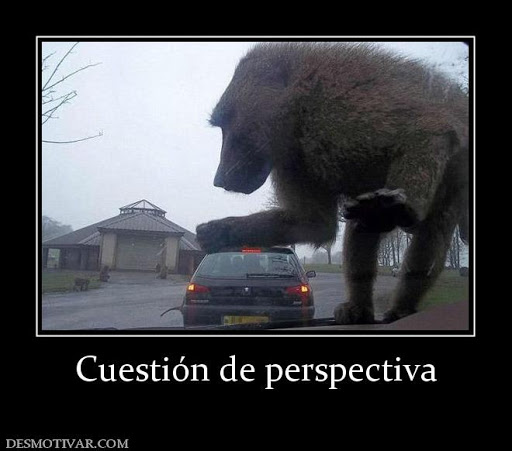 Cuestión de perspectiva
DESMOTIVAR.COM